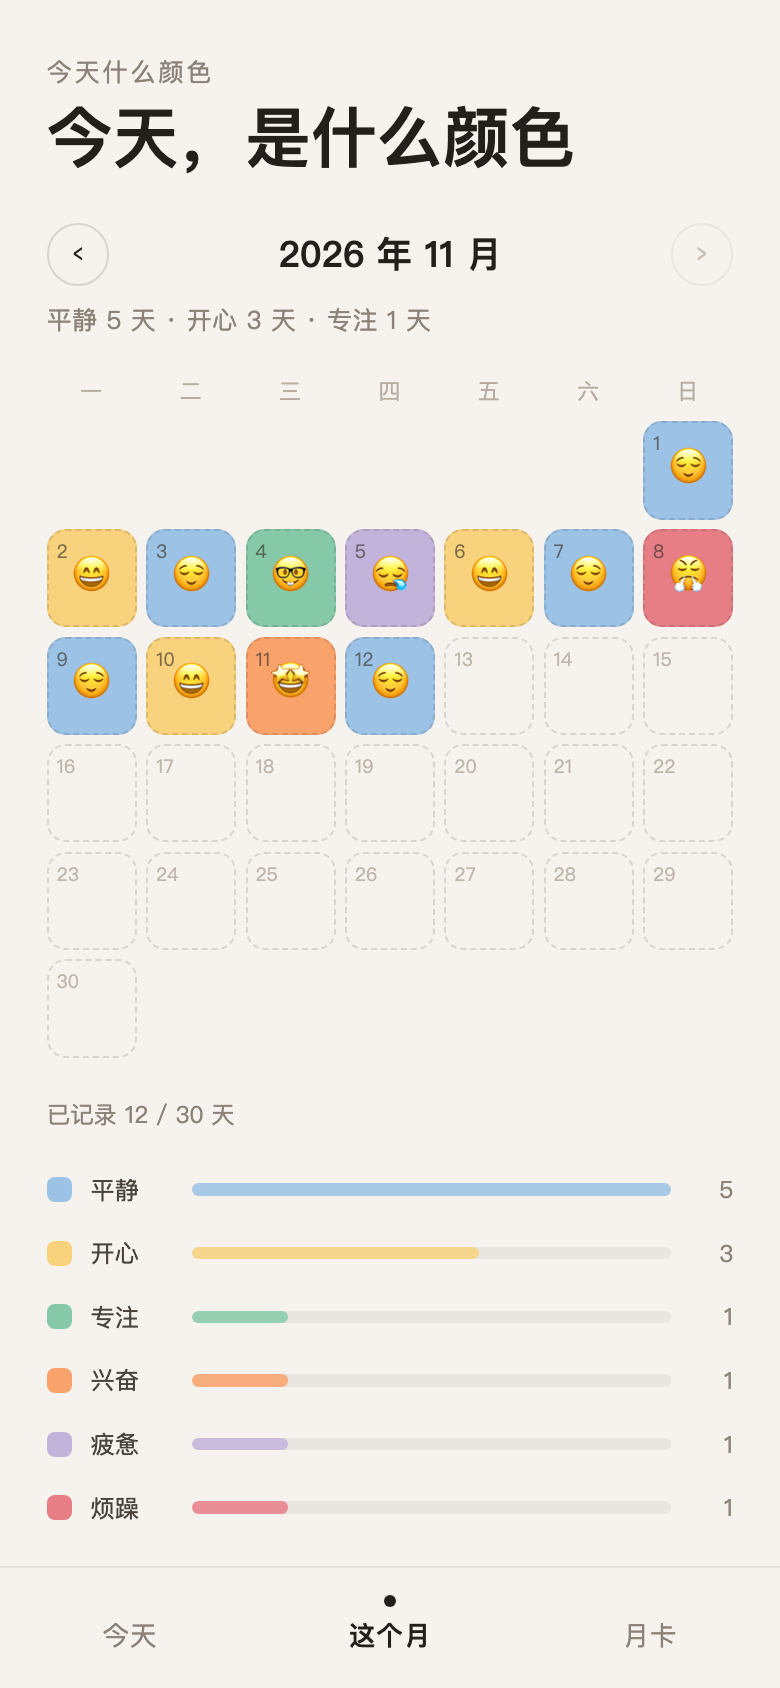 今天什么颜色
今天，是什么颜色
2026 年 11 月
平静 5 天 · 开心 3 天 · 专注 1 天
一 二 三 四 五 六 日
1
2 3 4 5 6 7 8
9 10 11 12 13 14 15
16 17 18 19 20 21 22
23 24 25 26 27 28 29
30
已记录 12 / 30 天
平静 5
开心 3
专注 1
兴奋 1
疲惫 1
烦躁 1
今天 这个月 月卡